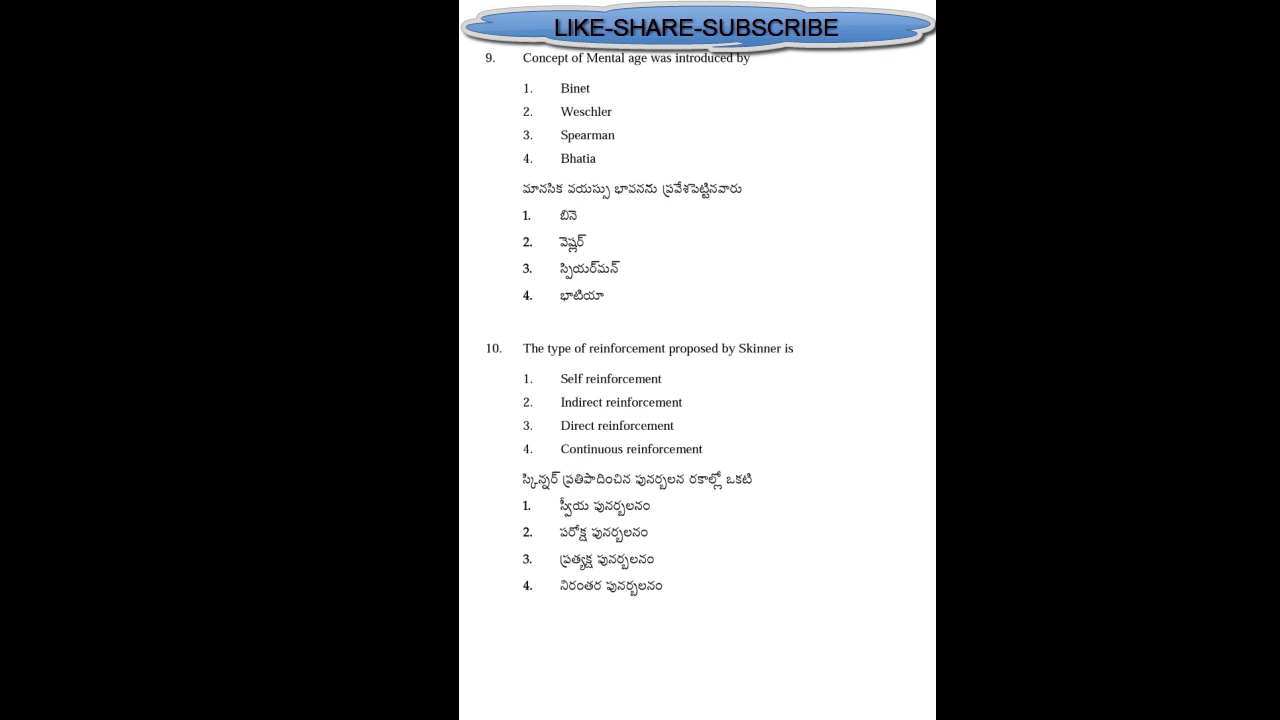 LIKE-SHARE-SUBSCRIBE
9. Concept of Mental age was introduced by
1. Binet
2. Weschler
3. Spearman
4. Bhatia
మానసిక వయస్సు భావనను ప్రవేశపెట్టినవారు
1. బినె
2. వెష్లర్
3. స్పియర్‌మన్
4. భాటియా
10. The type of reinforcement proposed by Skinner is
1. Self reinforcement
2. Indirect reinforcement
3. Direct reinforcement
4. Continuous reinforcement
స్కిన్నర్ ప్రతిపాదించిన పునర్బలన రకాల్లో ఒకటి
1. స్వీయ పునర్బలనం
2. పరోక్ష పునర్బలనం
3. ప్రత్యక్ష పునర్బలనం
4. నిరంతర పునర్బలనం